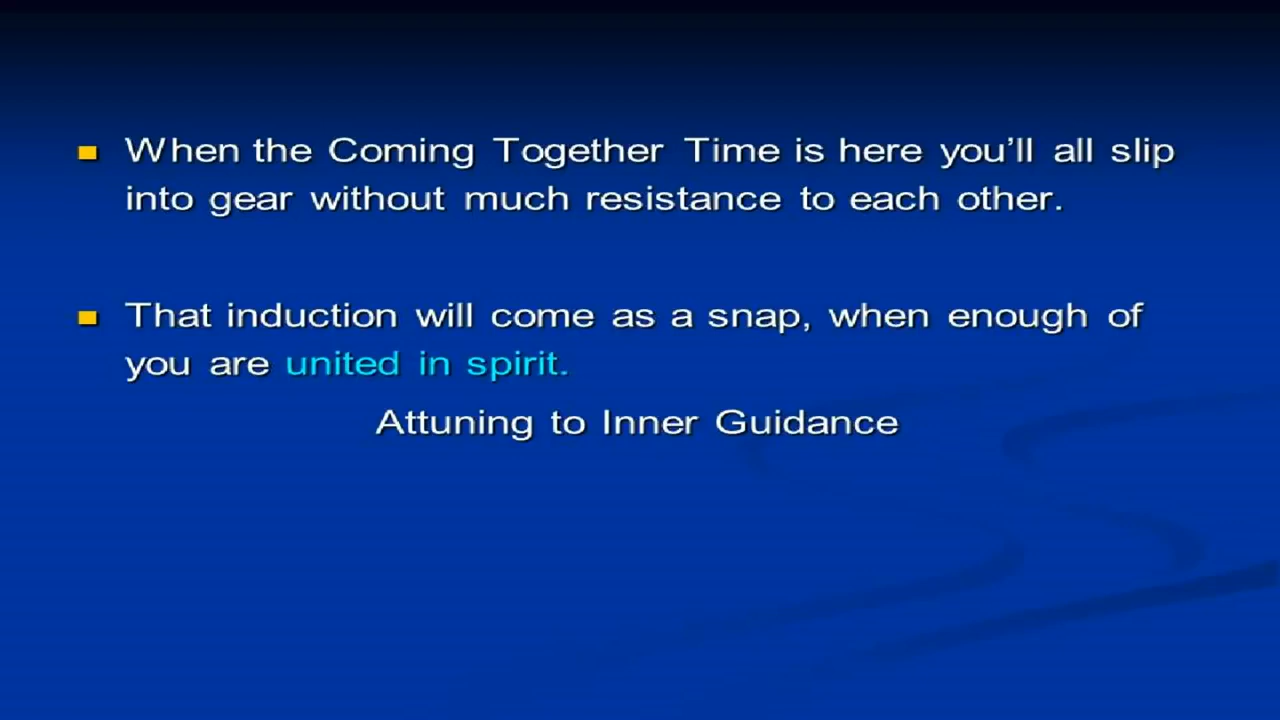 When the Coming Together Time is here you'll all slip
into gear without much resistance to each other.
That induction will come as a snap, when enough of
you are united in spirit.
Attuning to Inner Guidance